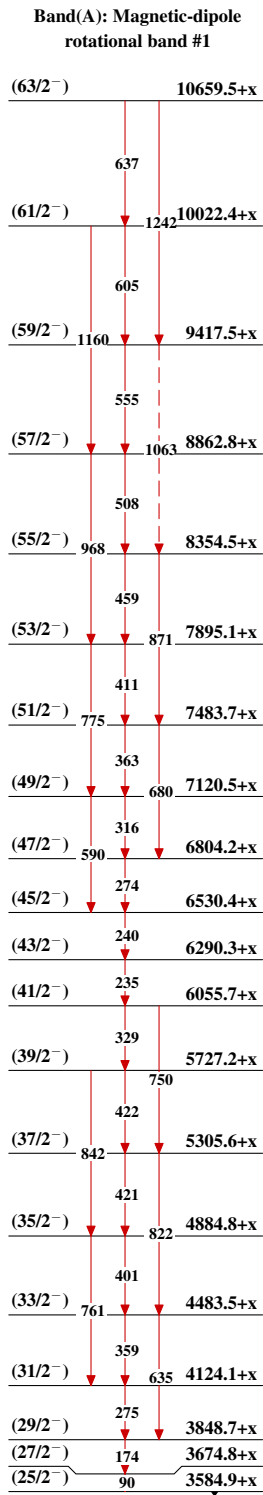 Band(A): Magnetic-dipole
rotational band #1
(63/2−) 10659.5+x
637
(61/2−) 1242 10022.4+x
605
(59/2−) 1160 9417.5+x
555
(57/2−) 1063 8862.8+x
508
(55/2−) 968 8354.5+x
459
(53/2−) 871 7895.1+x
411
(51/2−) 775 7483.7+x
363
(49/2−) 680 7120.5+x
316
(47/2−) 590 6804.2+x
274
(45/2−) 6530.4+x
240
(43/2−) 6290.3+x
235
(41/2−) 6055.7+x
329
(39/2−) 750 5727.2+x
422
(37/2−) 842 5305.6+x
421
(35/2−) 822 4884.8+x
401
(33/2−) 761 4483.5+x
359
(31/2−) 635 4124.1+x
275
(29/2−) 3848.7+x
(27/2−) 174 3674.8+x
(25/2−) 90 3584.9+x